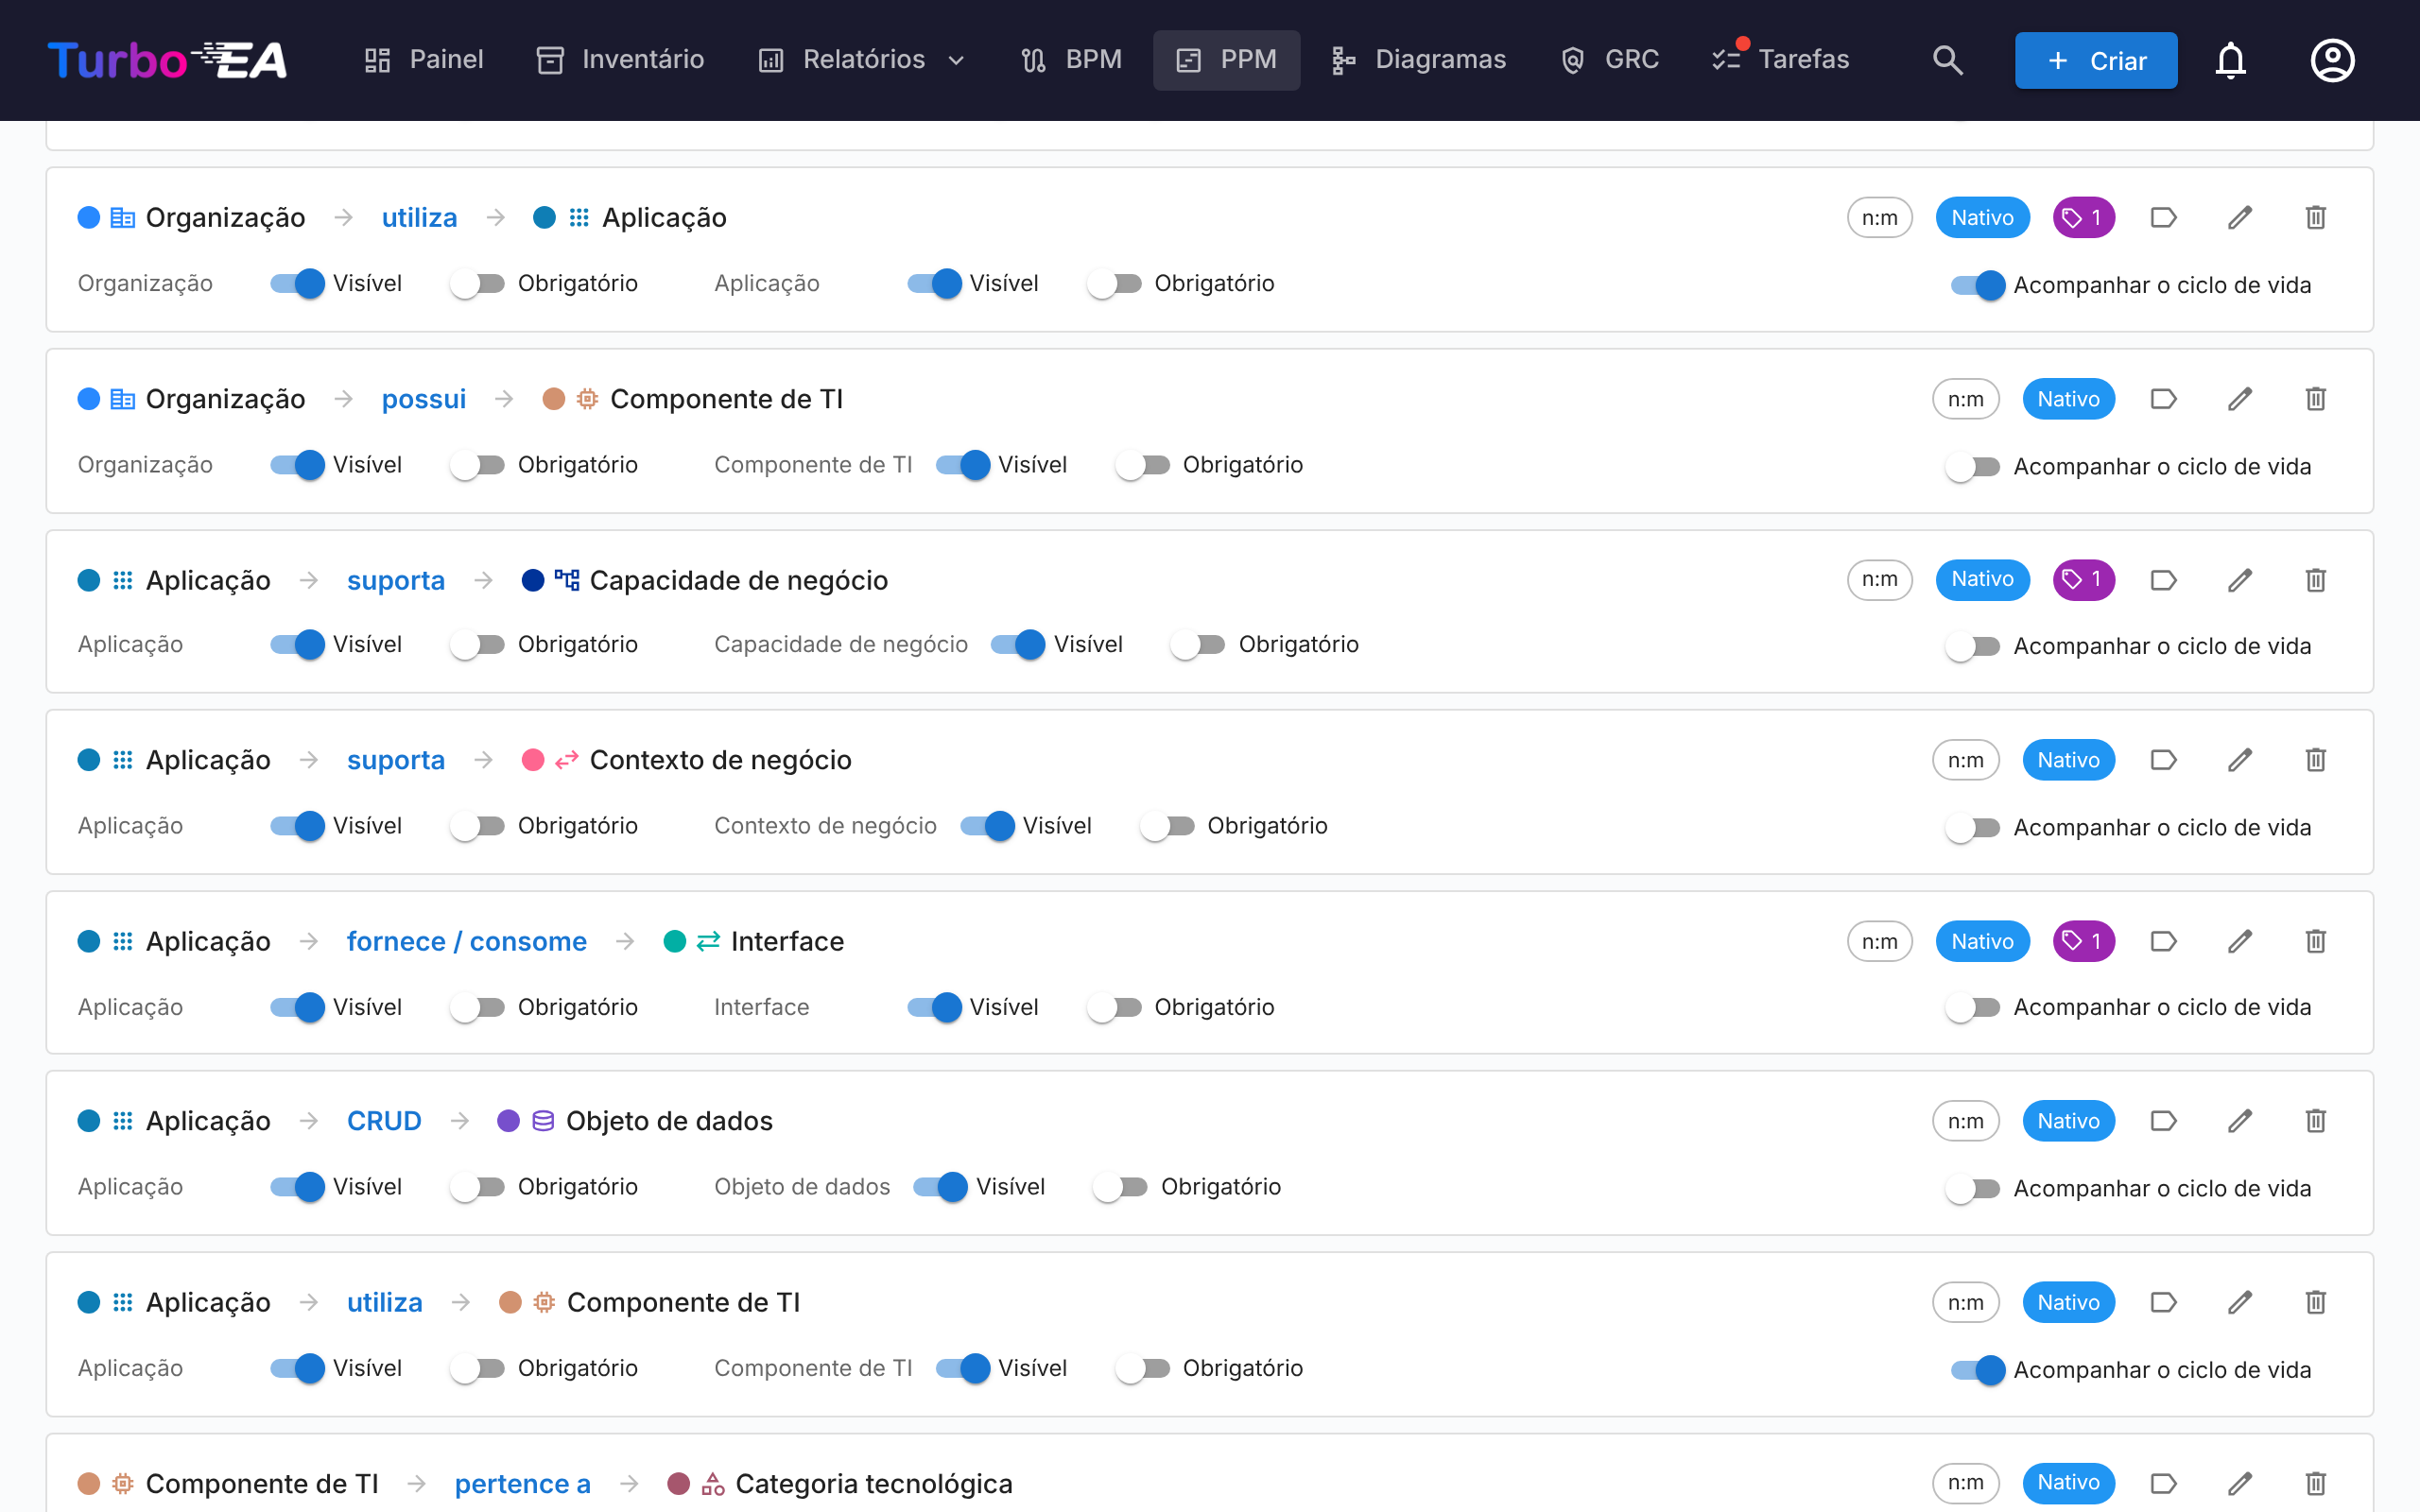 Turbo EA Painel Inventário Relatórios BPM PPM Diagramas GRC Tarefas + Criar
Organização → utiliza → Aplicação n:m Nativo 1
Organização Visível Obrigatório Aplicação Visível Obrigatório Acompanhar o ciclo de vida
Organização → possui → Componente de TI n:m Nativo
Organização Visível Obrigatório Componente de TI Visível Obrigatório Acompanhar o ciclo de vida
Aplicação → suporta → Capacidade de negócio n:m Nativo 1
Aplicação Visível Obrigatório Capacidade de negócio Visível Obrigatório Acompanhar o ciclo de vida
Aplicação → suporta → Contexto de negócio n:m Nativo
Aplicação Visível Obrigatório Contexto de negócio Visível Obrigatório Acompanhar o ciclo de vida
Aplicação → fornece / consome → Interface n:m Nativo 1
Aplicação Visível Obrigatório Interface Visível Obrigatório Acompanhar o ciclo de vida
Aplicação → CRUD → Objeto de dados n:m Nativo
Aplicação Visível Obrigatório Objeto de dados Visível Obrigatório Acompanhar o ciclo de vida
Aplicação → utiliza → Componente de TI n:m Nativo
Aplicação Visível Obrigatório Componente de TI Visível Obrigatório Acompanhar o ciclo de vida
Componente de TI → pertence a → Categoria tecnológica n:m Nativo